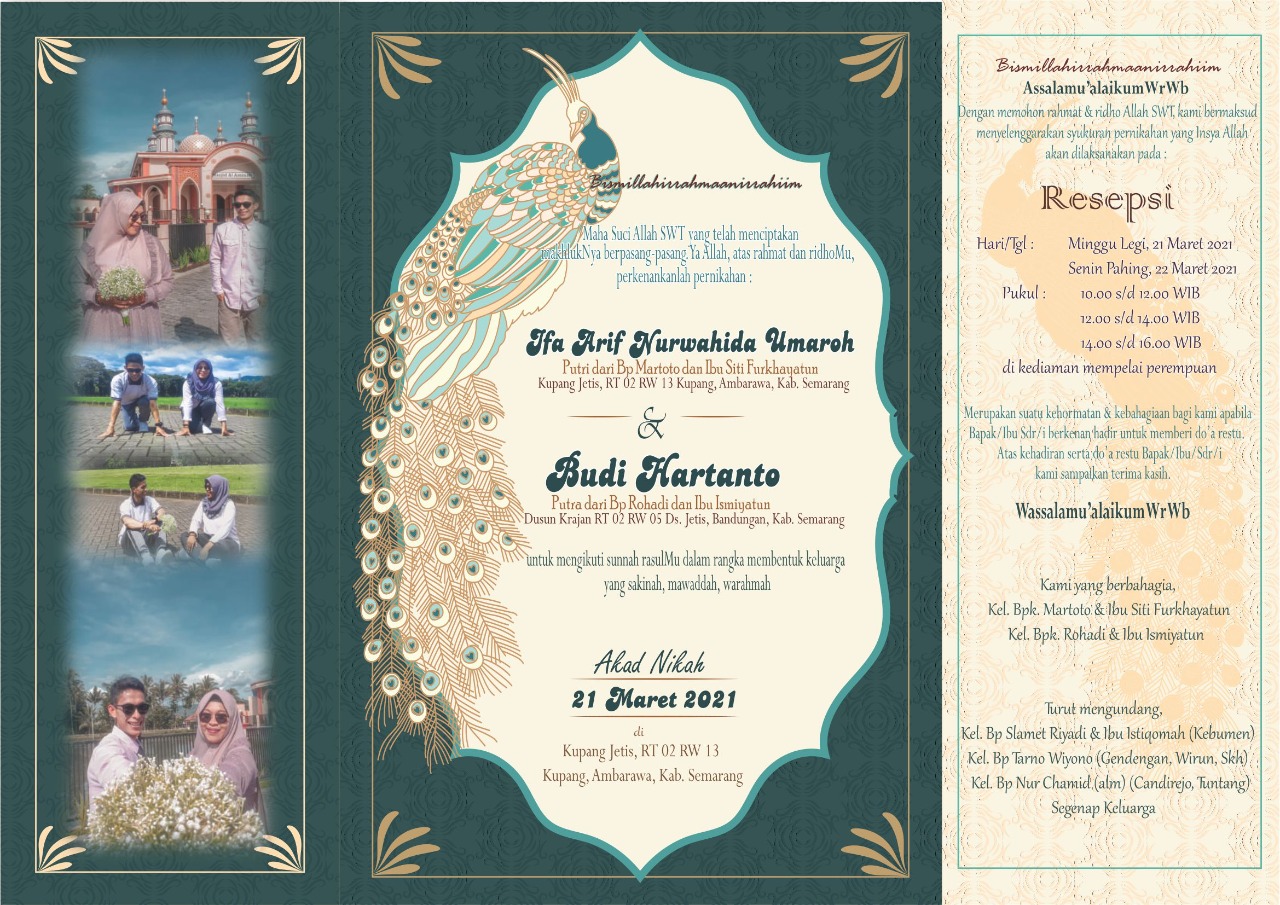 Bismillahirrahmaanirrahiim
Maha Suci Allah SWT yang telah menciptakan
makhlukNya berpasang-pasang.Ya Allah, atas rahmat dan ridhoMu,
perkenankanlah pernikahan :
Ifa Arif Nurwahida Umaroh
Putri dari Bp Martoto dan Ibu Siti Furkhayatun
Kupang Jetis, RT 02 RW 13 Kupang, Ambarawa, Kab. Semarang
&
Budi Hartanto
Putra dari Bp Rohadi dan Ibu Ismiyatun
Dusun Krajan RT 02 RW 05 Ds. Jetis, Bandungan, Kab. Semarang
untuk mengikuti sunnah rasulMu dalam rangka membentuk keluarga
yang sakinah, mawaddah, warahmah
Akad Nikah
21 Maret 2021
di
Kupang Jetis, RT 02 RW 13
Kupang, Ambarawa, Kab. Semarang
Bismillahirrahmaanirrahiim
Assalamu'alaikumWrWb
Dengan memohon rahmat & ridho Allah SWT, kami bermaksud
menyelenggarakan syukuran pernikahan yang Insya Allah
akan dilaksanakan pada :
Resepsi
Hari/Tgl : Minggu Legi, 21 Maret 2021
Senin Pahing, 22 Maret 2021
Pukul : 10.00 s/d 12.00 WIB
12.00 s/d 14.00 WIB
14.00 s/d 16.00 WIB
di kediaman mempelai perempuan
Merupakan suatu kehormatan & kebahagiaan bagi kami apabila
Bapak/Ibu Sdr/i berkenan hadir untuk memberi do'a restu.
Atas kehadiran serta do'a restu Bapak/Ibu/Sdr/i
kami sampaikan terima kasih.
Wassalamu'alaikumWrWb
Kami yang berbahagia,
Kel. Bpk. Martoto & Ibu Siti Furkhayatun
Kel. Bpk. Rohadi & Ibu Ismiyatun
Turut mengundang,
Kel. Bp Slamet Riyadi & Ibu Istiqomah (Kebumen)
Kel. Bp Tarno Wiyono (Gendengan, Wirun, Skh)
Kel. Bp Nur Chamid (alm) (Candirejo, Tuntang)
Segenap Keluarga